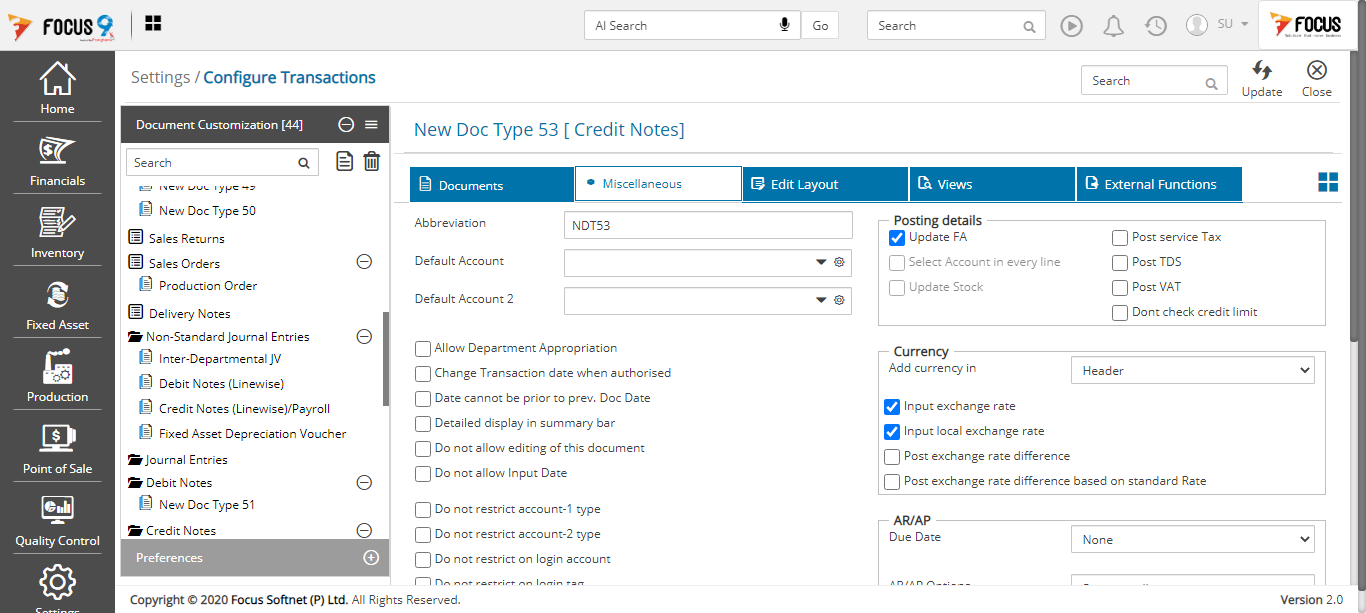 FOCUS 9
AI Search
Go
Search
SU
FOCUS
Settings / Configure Transactions
Search
Update
Close
Home
Financials
Inventory
Fixed Asset
Production
Point of Sale
Quality Control
Settings
Document Customization [44]
Search
New Doc Type 49
New Doc Type 50
Sales Returns
Sales Orders
Production Order
Delivery Notes
Non-Standard Journal Entries
Inter-Departmental JV
Debit Notes (Linewise)
Credit Notes (Linewise)/Payroll
Fixed Asset Depreciation Voucher
Journal Entries
Debit Notes
New Doc Type 51
Credit Notes
Preferences
New Doc Type 53 [ Credit Notes]
Documents
Miscellaneous
Edit Layout
Views
External Functions
Abbreviation
NDT53
Default Account
Default Account 2
Allow Department Appropriation
Change Transaction date when authorised
Date cannot be prior to prev. Doc Date
Detailed display in summary bar
Do not allow editing of this document
Do not allow Input Date
Do not restrict account-1 type
Do not restrict account-2 type
Do not restrict on login account
Do not restrict on login tag
Posting details
Update FA
Post service Tax
Select Account in every line
Post TDS
Update Stock
Post VAT
Dont check credit limit
Currency
Add currency in
Header
Input exchange rate
Input local exchange rate
Post exchange rate difference
Post exchange rate difference based on standard Rate
AR/AP
Due Date
None
AR/AP Options
Copyright © 2020 Focus Softnet (P) Ltd. All Rights Reserved.
Version 2.0